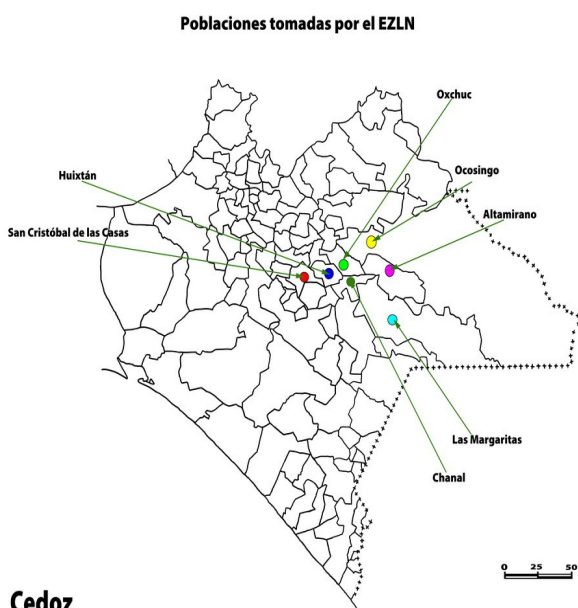 Poblaciones tomadas por el EZLN
Oxchuc
Ocosingo
Huixtán
Altamirano
San Cristóbal de las Casas
Las Margaritas
Chanal
0 25 50
Cedoz